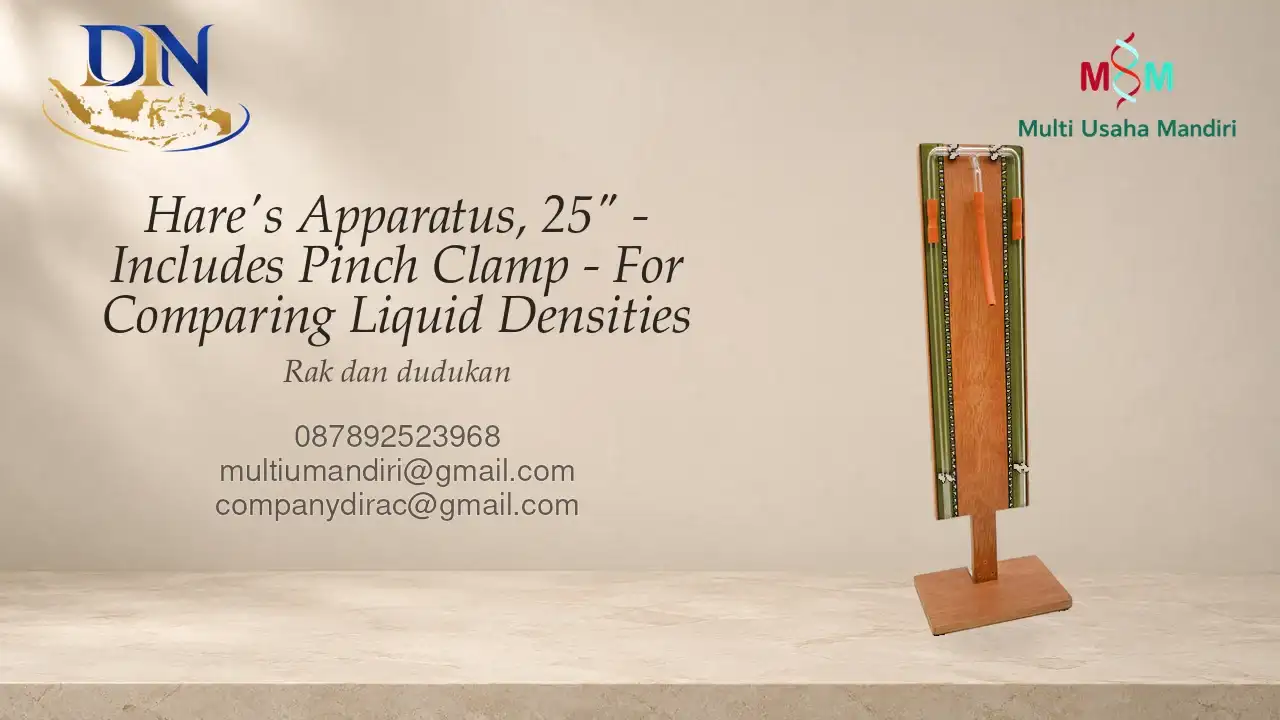 DIN
M M
Multi Usaha Mandiri
Hare's Apparatus, 25" -
Includes Pinch Clamp - For
Comparing Liquid Densities
Rak dan dudukan
087892523968
multiumandiri@gmail.com
companydirac@gmail.com